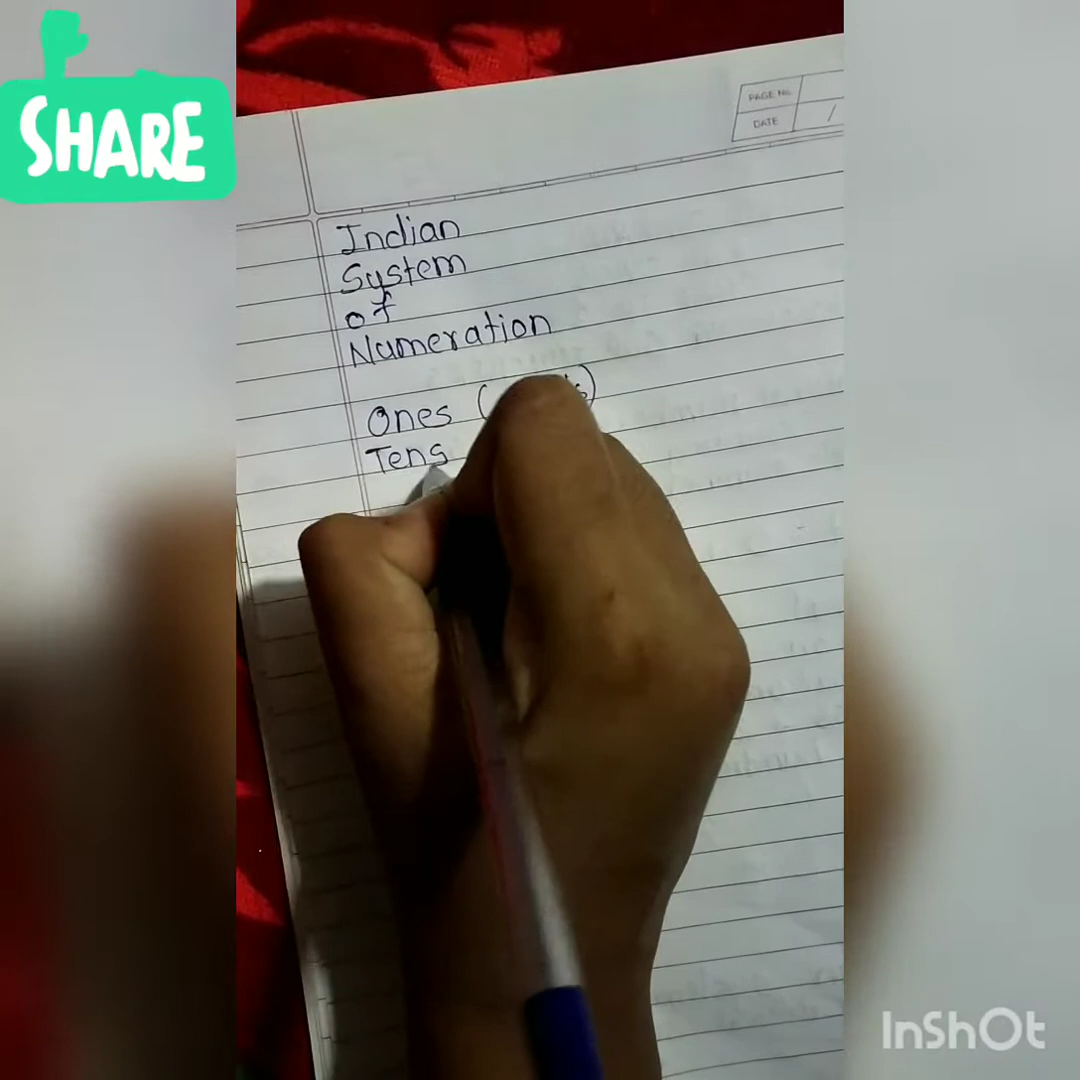 SHARE
PAGE No.
DATE /
Indian
System
of
Numeration
Ones (
Tens
InShOt